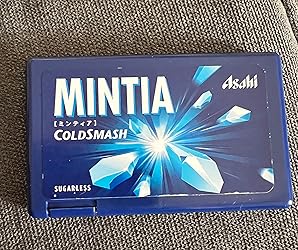 MINTIA
Asahi
[ミンティア]
COLDSMASH
SUGARLESS